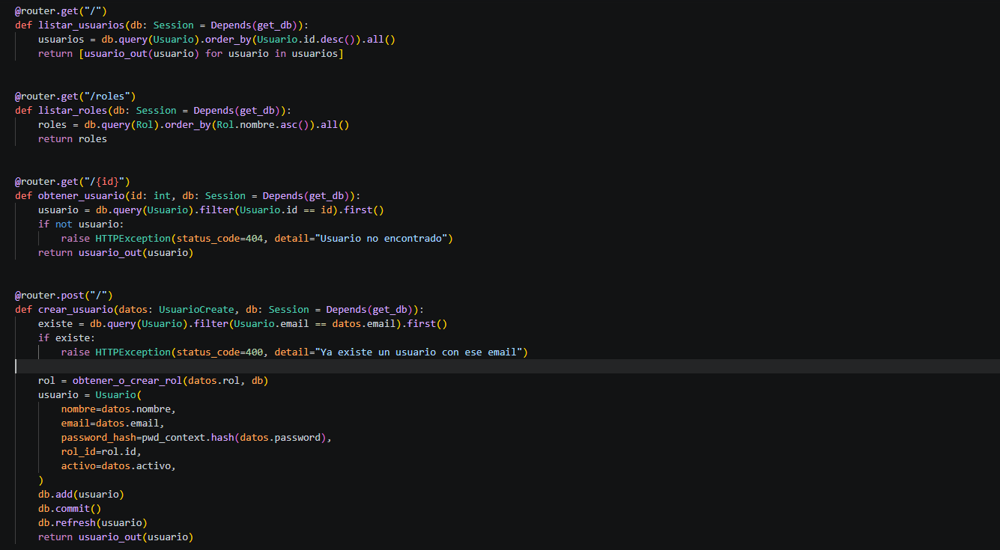 @router.get("/")
def listar_usuarios(db: Session = Depends(get_db)):
    usuarios = db.query(Usuario).order_by(Usuario.id.desc()).all()
    return [usuario_out(usuario) for usuario in usuarios]
@router.get("/roles")
def listar_roles(db: Session = Depends(get_db)):
    roles = db.query(Rol).order_by(Rol.nombre.asc()).all()
    return roles
@router.get("/{id}")
def obtener_usuario(id: int, db: Session = Depends(get_db)):
    usuario = db.query(Usuario).filter(Usuario.id == id).first()
    if not usuario:
        raise HTTPException(status_code=404, detail="Usuario no encontrado")
    return usuario_out(usuario)
@router.post("/")
def crear_usuario(datos: UsuarioCreate, db: Session = Depends(get_db)):
    existe = db.query(Usuario).filter(Usuario.email == datos.email).first()
    if existe:
        raise HTTPException(status_code=400, detail="Ya existe un usuario con ese email")
    rol = obtener_o_crear_rol(datos.rol, db)
    usuario = Usuario(
        nombre=datos.nombre,
        email=datos.email,
        password_hash=pwd_context.hash(datos.password),
        rol_id=rol.id,
        activo=datos.activo,
    )
    db.add(usuario)
    db.commit()
    db.refresh(usuario)
    return usuario_out(usuario)